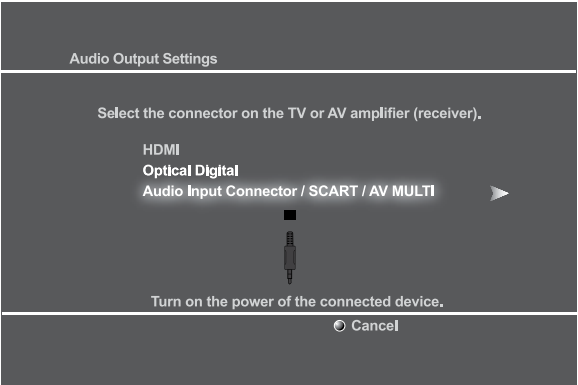 Audio Output Settings
Select the connector on the TV or AV amplifier (receiver).
HDMI
Optical Digital
Audio Input Connector / SCART / AV MULTI
Turn on the power of the connected device.
Cancel